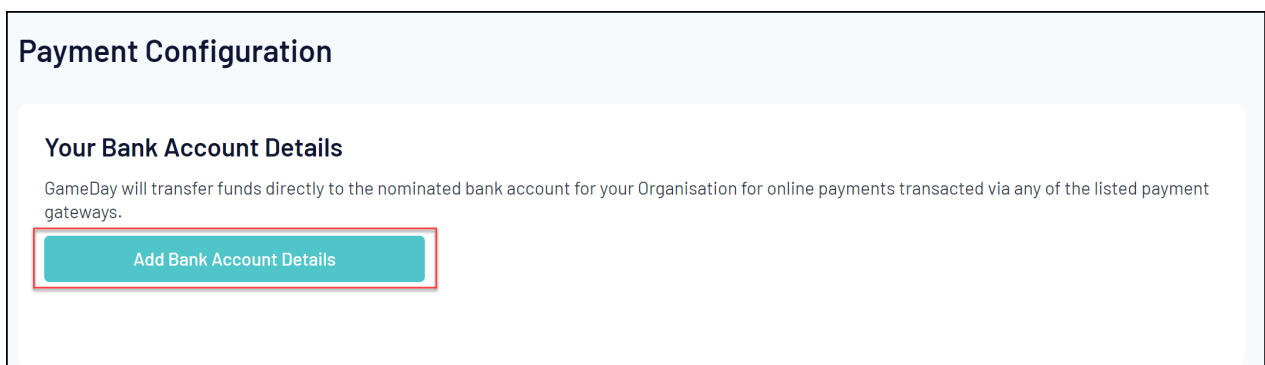 Payment Configuration
Your Bank Account Details
GameDay will transfer funds directly to the nominated bank account for your Organisation for online payments transacted via any of the listed payment
gateways.
Add Bank Account Details